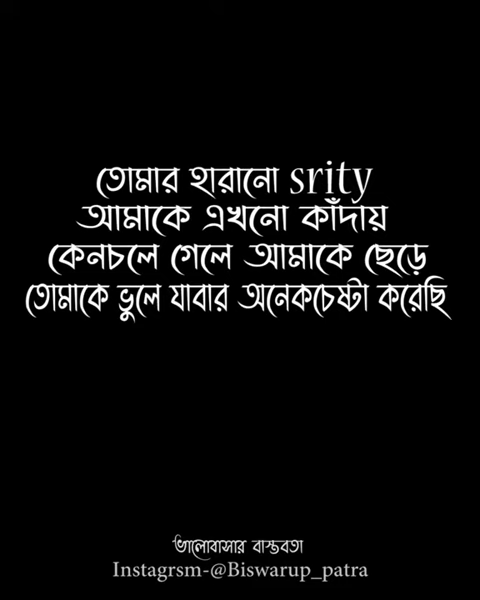 তোমার হারানো srity
আমাকে এখনো কাঁদায়
কেনচলে গেলে আমাকে ছেড়ে
তোমাকে ভুলে যাবার অনেকচেষ্টা করেছি
ভালোবাসার বাস্তবতা
Instagrsm-@Biswarup_patra